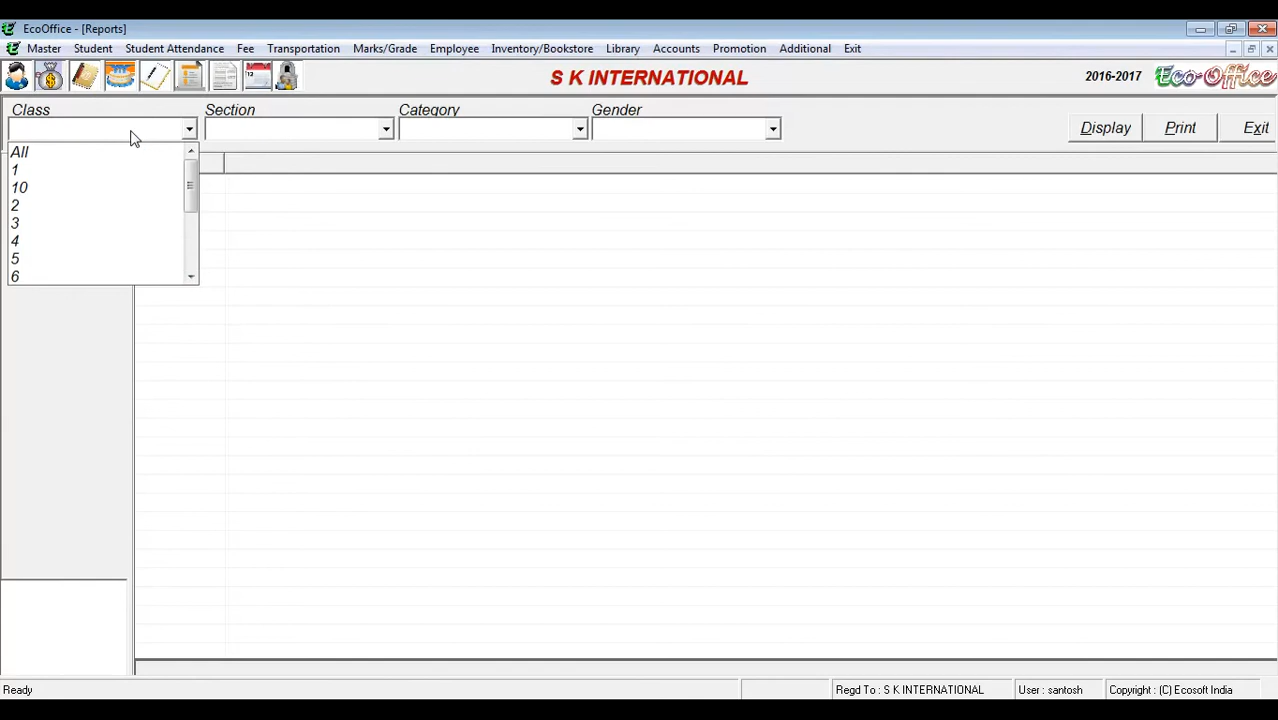 EcoOffice - [Reports]
Master Student Student Attendance Fee Transportation Marks/Grade Employee Inventory/Bookstore Library Accounts Promotion Additional Exit
S K INTERNATIONAL 2016-2017 Eco-Office
Class Section Category Gender
Display Print Exit
All
1
10
2
3
4
5
6
Ready Regd To : S K INTERNATIONAL User : santosh Copyright : (C) Ecosoft India